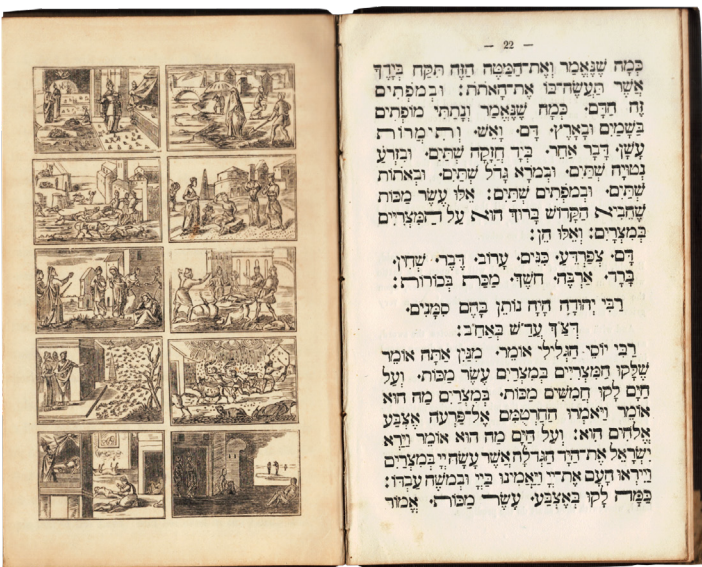 — 22 —
כְּמָה שֶׁנֶּאֱמַר וְאֶת־הַמַּטֶּה הַזֶּה תִּקַּח בְּיָדֶךָ
אֲשֶׁר תַּעֲשֶׂה־בּוֹ אֶת־הָאֹתֹת: וּבְמֹפְתִים
זֶה הַדָּם. כְּמָה שֶׁנֶּאֱמַר וְנָתַתִּי מוֹפְתִים
בַּשָּׁמַיִם וּבָאָרֶץ. דָּם. וָאֵשׁ. וְתִימְרוֹת
עָשָׁן. דָּבָר אַחֵר. בְּיָד חֲזָקָה שְׁתַּיִם. וּבִזְרֹעַ
נְטוּיָה שְׁתַּיִם. וּבְמֹרָא גָּדֹל שְׁתַּיִם. וּבְאֹתוֹת
שְׁתַּיִם. וּבְמֹפְתִים שְׁתַּיִם: אֵלּוּ עֶשֶׂר מַכּוֹת
שֶׁהֵבִיא הַקָּדוֹשׁ בָּרוּךְ הוּא עַל הַמִּצְרִיִּים
בְּמִצְרָיִם: וְאֵלּוּ הֵן:
דָּם. צְפַרְדֵּעַ. כִּנִּים. עָרוֹב. דֶּבֶר. שְׁחִין.
בָּרָד. אַרְבֶּה. חֹשֶׁךְ. מַכַּת בְּכוֹרוֹת:
רַבִּי יְהוּדָה הָיָה נוֹתֵן בָּהֶם סִמָּנִים.
דְּצַ״ךְ עֲדַ״שׁ בְּאַחַ״ב:
רַבִּי יוֹסֵי הַגְּלִילִי אוֹמֵר. מִנַּיִן אַתָּה אוֹמֵר
שֶׁלָּקוּ הַמִּצְרִיִּים בְּמִצְרַיִם עֶשֶׂר מַכּוֹת. וְעַל
הַיָּם לָקוּ חֲמִשִּׁים מַכּוֹת. בְּמִצְרַיִם מַה הוּא
אוֹמֵר וַיֹּאמְרוּ הַחַרְטֻמִּים אֶל־פַּרְעֹה אֶצְבַּע
אֱלֹהִים הִוא: וְעַל הַיָּם מַה הוּא אוֹמֵר וַיַּרְא
יִשְׂרָאֵל אֶת־הַיָּד הַגְּדֹלָה אֲשֶׁר עָשָׂה יְיָ בְּמִצְרַיִם
וַיִּירְאוּ הָעָם אֶת־יְיָ וַיַּאֲמִינוּ בַּיְיָ וּבְמֹשֶׁה עַבְדּוֹ:
כַּמָּה לָקוּ בְּאֶצְבַּע. עֶשֶׂר מַכּוֹת. אֱמוֹר